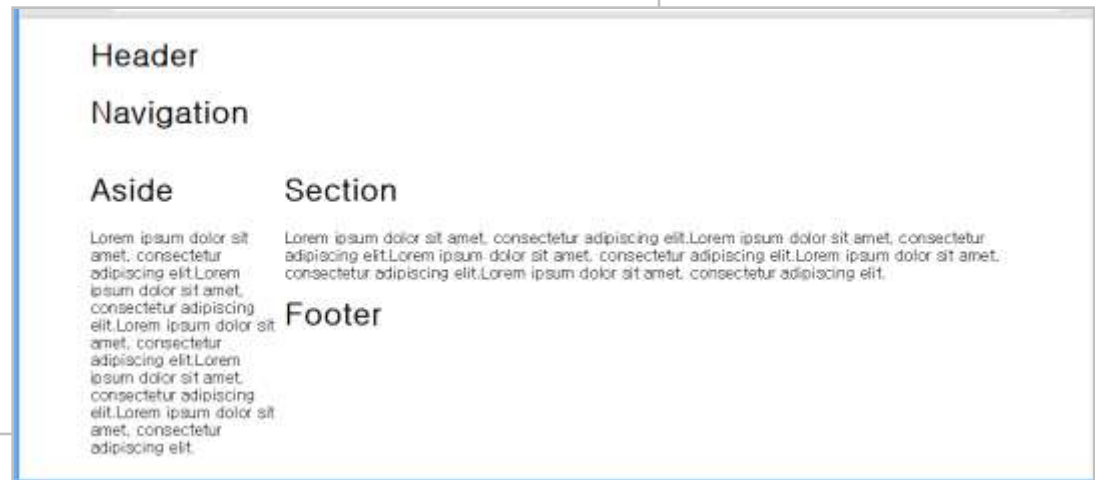 Header
Navigation
Aside
Lorem ipsum dolor sit
amet, consectetur
adipiscing elit.Lorem
ipsum dolor sit amet,
consectetur adipiscing
elit.Lorem ipsum dolor sit
amet, consectetur
adipiscing elit.Lorem
ipsum dolor sit amet,
consectetur adipiscing
elit.Lorem ipsum dolor sit
amet, consectetur
adipiscing elit.
Section
Lorem ipsum dolor sit amet, consectetur adipiscing elit.Lorem ipsum dolor sit amet, consectetur
adipiscing elit.Lorem ipsum dolor sit amet, consectetur adipiscing elit.Lorem ipsum dolor sit amet,
consectetur adipiscing elit.Lorem ipsum dolor sit amet, consectetur adipiscing elit.
Footer